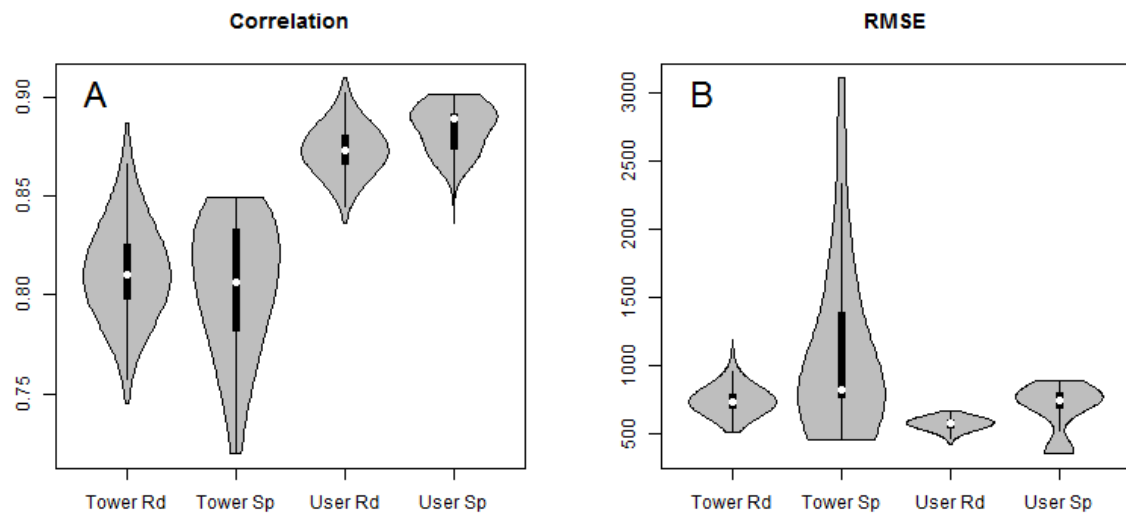 Correlation
A
0.90
0.85
0.80
0.75
Tower Rd Tower Sp User Rd User Sp
RMSE
B
3000
2500
2000
1500
1000
500
Tower Rd Tower Sp User Rd User Sp